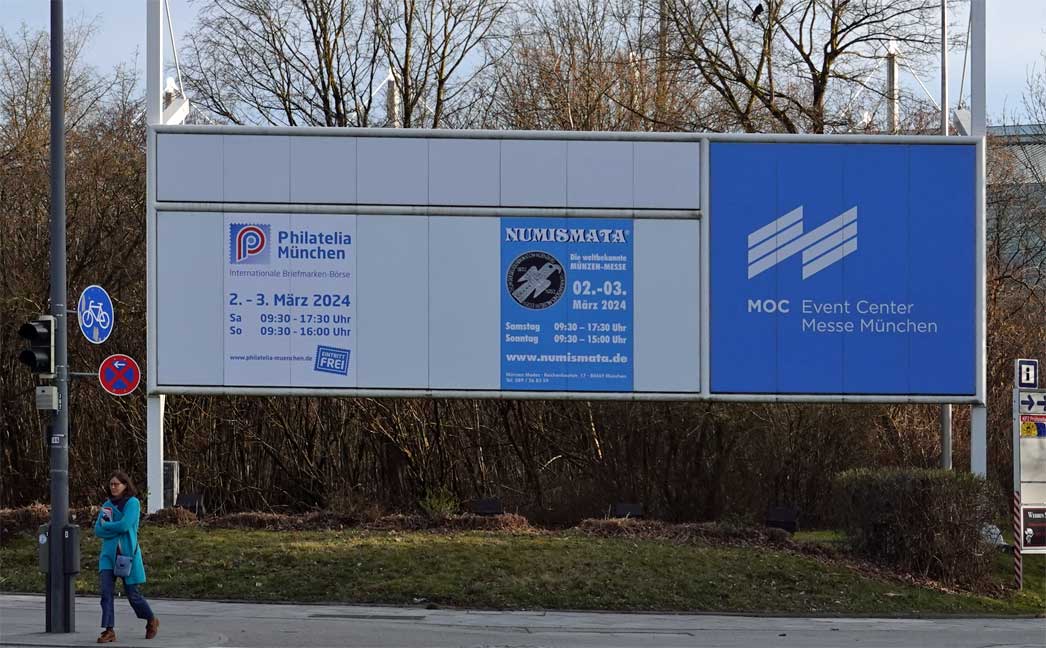 Philatelia
München
Internationale Briefmarken-Börse
2. - 3. März 2024
Sa 09:30 - 17:30 Uhr
So 09:30 - 16:00 Uhr
www.philatelia-muenchen.de
EINTRITT
FREI
NUMISMATA
Die weltbekannte
MÜNZEN-MESSE
02.-03.
März 2024
Samstag 09:30 - 17:30 Uhr
Sonntag 09:30 - 15:00 Uhr
www.numismata.de
MOC Event Center
Messe München
i